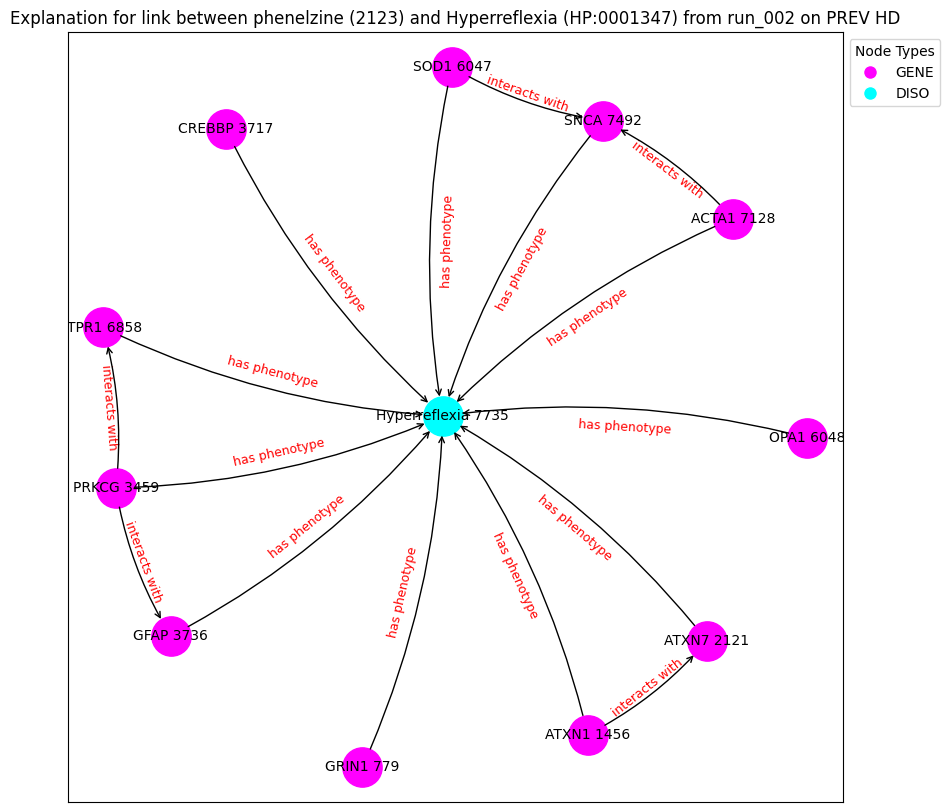 Explanation for link between phenelzine (2123) and Hyperreflexia (HP:0001347) from run_002 on PREV HD
Node Types
GENE
DISO
SOD1 6047
interacts with
SNCA 7492
CREBBP 3717
interacts with
ACTA1 7128
has phenotype
has phenotype
has phenotype
has phenotype
TPR1 6858
has phenotype
interacts with
Hyperreflexia 7735
has phenotype
OPA1 6048
has phenotype
PRKCG 3459
has phenotype
has phenotype
interacts with
has phenotype
has phenotype
GFAP 3736
ATXN7 2121
interacts with
ATXN1 1456
GRIN1 779